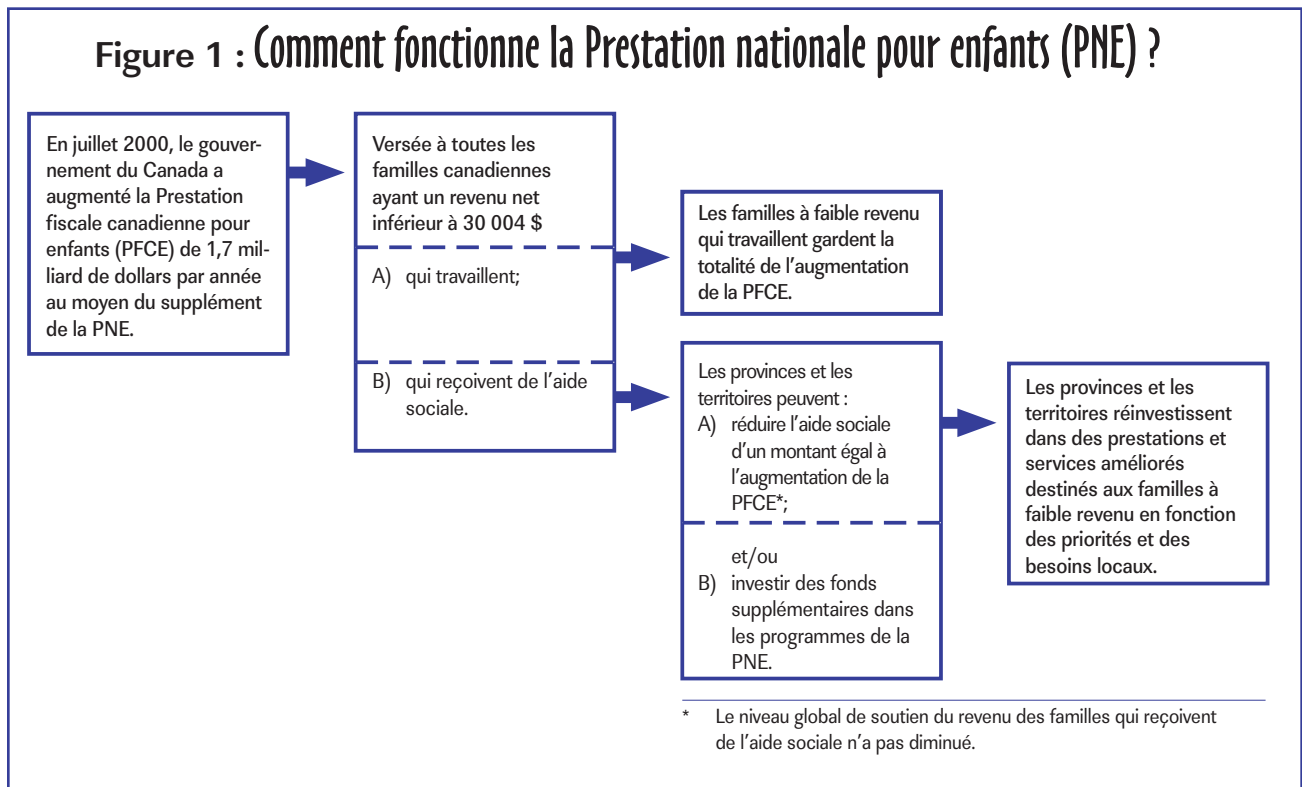 Figure 1 : Comment fonctionne la Prestation nationale pour enfants (PNE) ?
En juillet 2000, le gouver-
nement du Canada a
augmenté la Prestation
fiscale canadienne pour
enfants (PFCE) de 1,7 mil-
liard de dollars par année
au moyen du supplément
de la PNE.
Versée à toutes les
familles canadiennes
ayant un revenu net
inférieur à 30 004 $
A) qui travaillent;
B) qui reçoivent de l'aide
sociale.
Les familles à faible revenu
qui travaillent gardent la
totalité de l'augmentation
de la PFCE.
Les provinces et les
territoires peuvent :
A) réduire l'aide sociale
d'un montant égal à
l'augmentation de la
PFCE*;
et/ou
B) investir des fonds
supplémentaires dans
les programmes de la
PNE.
Les provinces et les
territoires réinvestissent
dans des prestations et
services améliorés
destinés aux familles à
faible revenu en fonction
des priorités et des
besoins locaux.
* Le niveau global de soutien du revenu des familles qui reçoivent
de l'aide sociale n'a pas diminué.